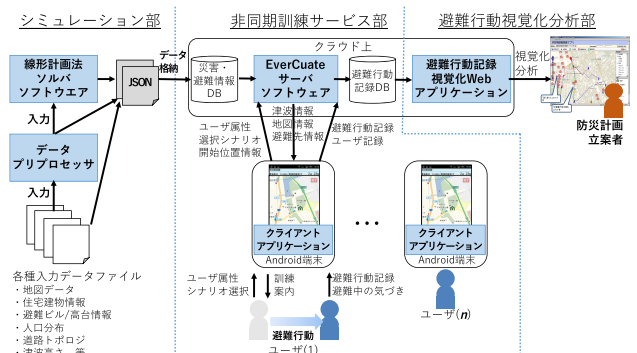 シミュレーション部
非同期訓練サービス部
避難行動視覚化分析部
クラウド上
線形計画法
ソルバ
ソフトウエア
JSON
データ
格納
災害・
避難情報
DB
EverCuate
サーバ
ソフトウエア
避難行動
記録DB
避難行動記録
視覚化Web
アプリケーション
視覚化
分析
防災計画
立案者
入力
データ
プリプロセッサ
入力
ユーザ属性
選択シナリオ
開始位置情報
津波情報
地図情報
避難先情報
避難行動記録
ユーザ記録
クライアント
アプリケーション
Android端末
・・・
クライアント
アプリケーション
Android端末
各種入力データファイル
・地図データ
・住宅建物情報
・避難ビル/高台情報
・人口分布
・道路トポロジ
・津波高さ 等
ユーザ属性
シナリオ選択
訓練
案内
避難行動記録
避難中の気づき
避難行動
ユーザ(1)
ユーザ(n)